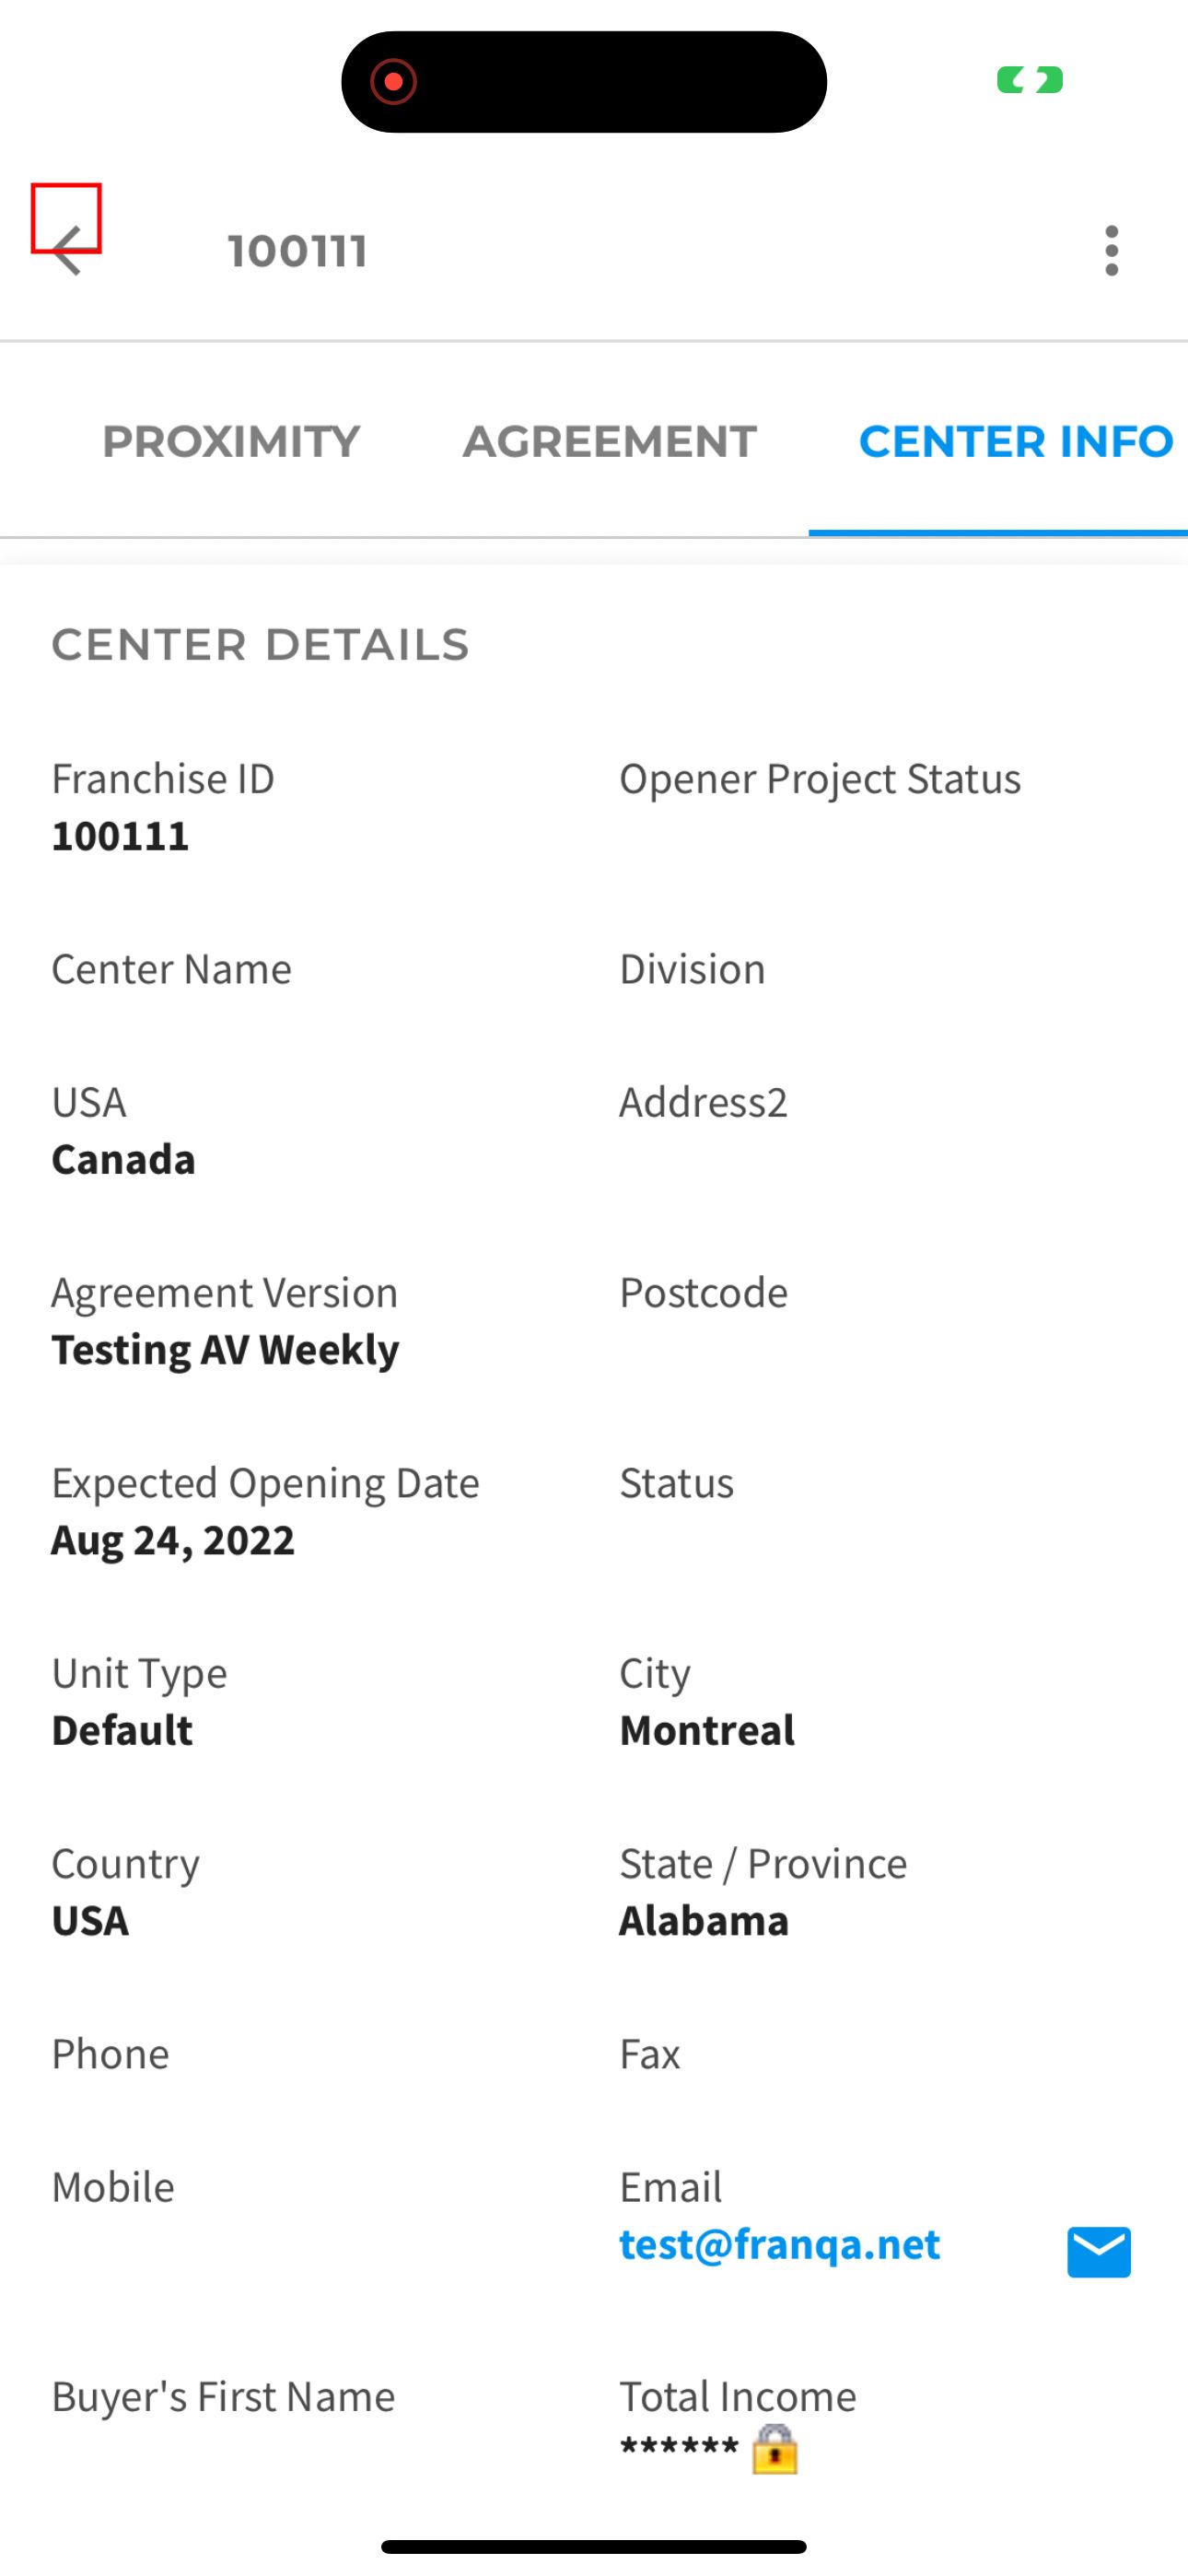 100111
PROXIMITY AGREEMENT CENTER INFO
CENTER DETAILS
Franchise ID Opener Project Status
100111
Center Name Division
USA Address2
Canada
Agreement Version Postcode
Testing AV Weekly
Expected Opening Date Status
Aug 24, 2022
Unit Type City
Default Montreal
Country State / Province
USA Alabama
Phone Fax
Mobile Email
test@franqa.net
Buyer's First Name Total Income
******